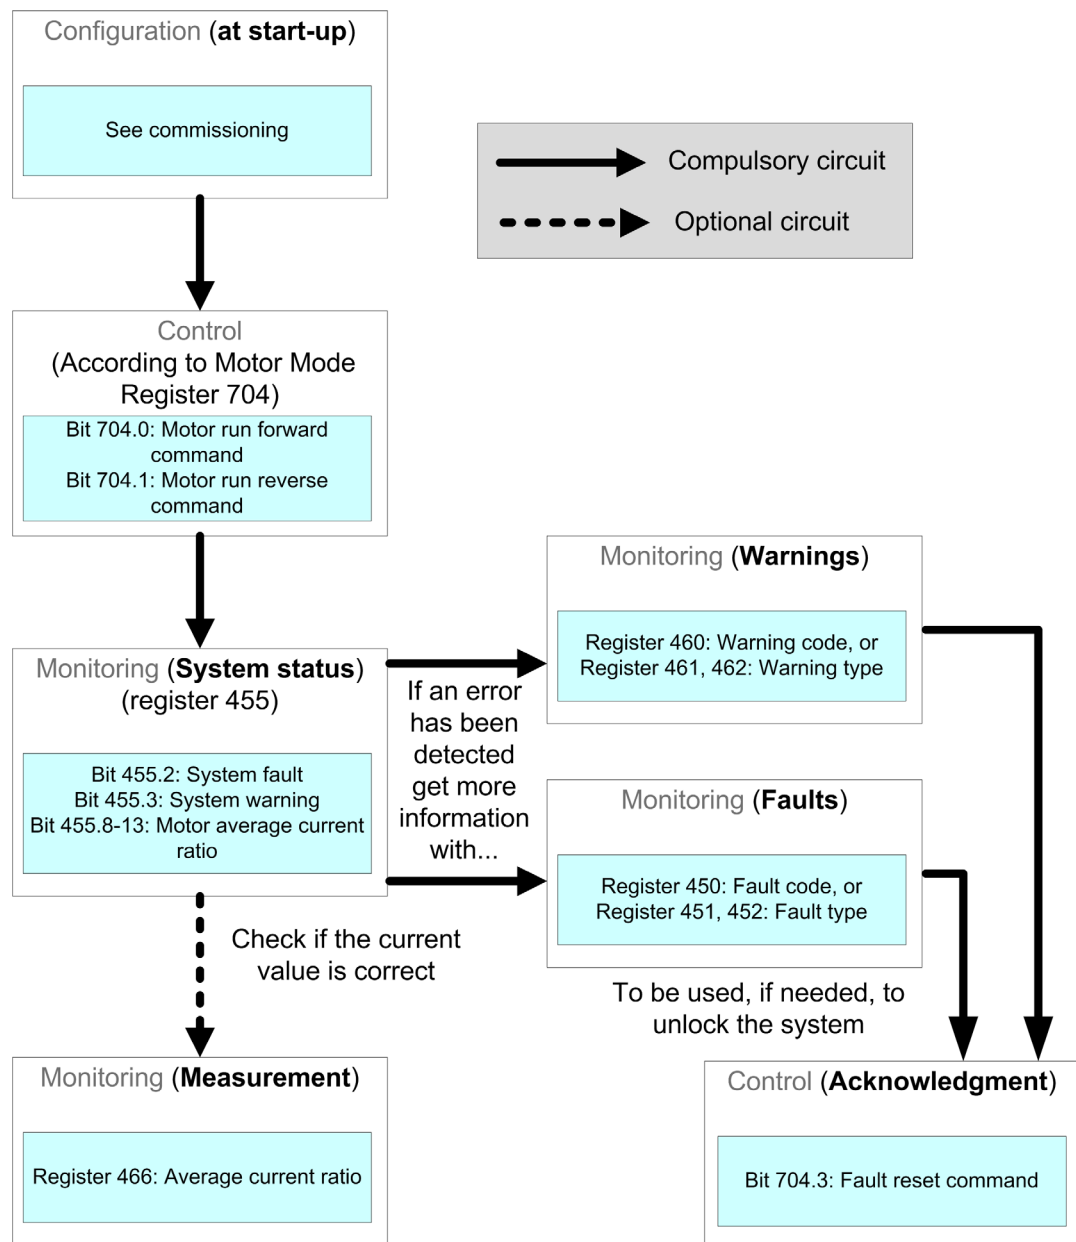 Configuration (at start-up)
See commissioning
Compulsory circuit
Optional circuit
Control
(According to Motor Mode
Register 704)
Bit 704.0: Motor run forward
command
Bit 704.1: Motor run reverse
command
Monitoring (System status)
(register 455)
Bit 455.2: System fault
Bit 455.3: System warning
Bit 455.8-13: Motor average current
ratio
If an error
has been
detected
get more
information
with...
Monitoring (Warnings)
Register 460: Warning code, or
Register 461, 462: Warning type
Monitoring (Faults)
Register 450: Fault code, or
Register 451, 452: Fault type
Check if the current
value is correct
To be used, if needed, to
unlock the system
Monitoring (Measurement)
Register 466: Average current ratio
Control (Acknowledgment)
Bit 704.3: Fault reset command